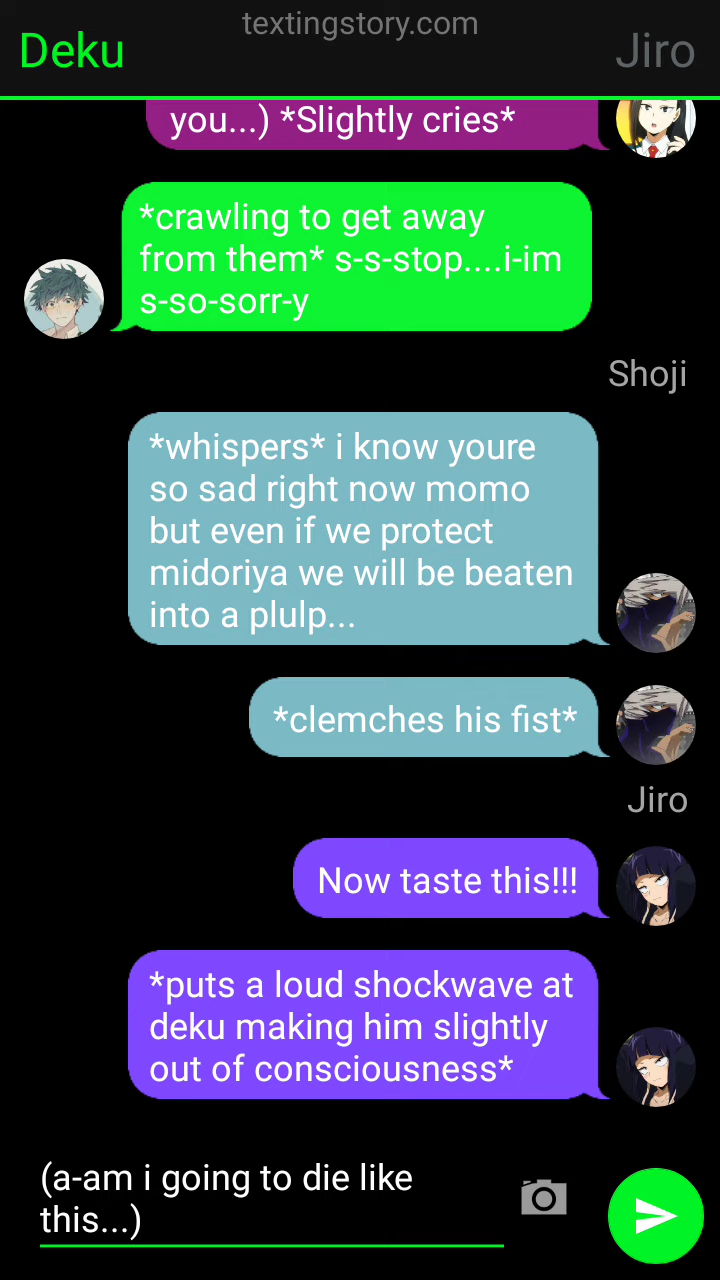 textingstory.com
Deku
Jiro
you...) *Slightly cries*
*crawling to get away
from them* s-s-stop....i-im
s-so-sorr-y
Shoji
*whispers* i know youre
so sad right now momo
but even if we protect
midoriya we will be beaten
into a plulp...
*clemches his fist*
Jiro
Now taste this!!!
*puts a loud shockwave at
deku making him slightly
out of consciousness*
(a-am i going to die like
this...)